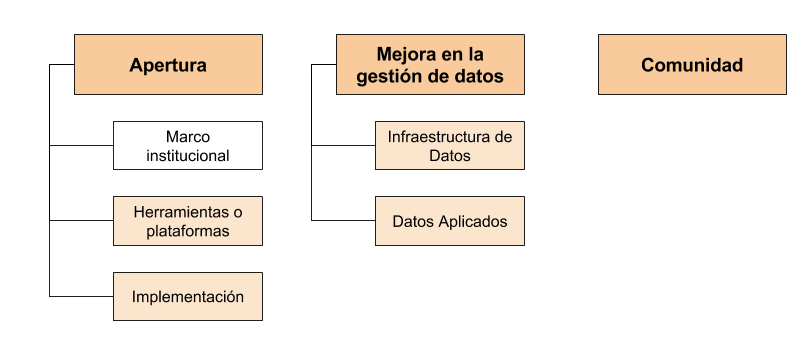 Apertura
Marco
institucional
Herramientas o
plataformas
Implementación
Mejora en la
gestión de datos
Infraestructura de
Datos
Datos Aplicados
Comunidad